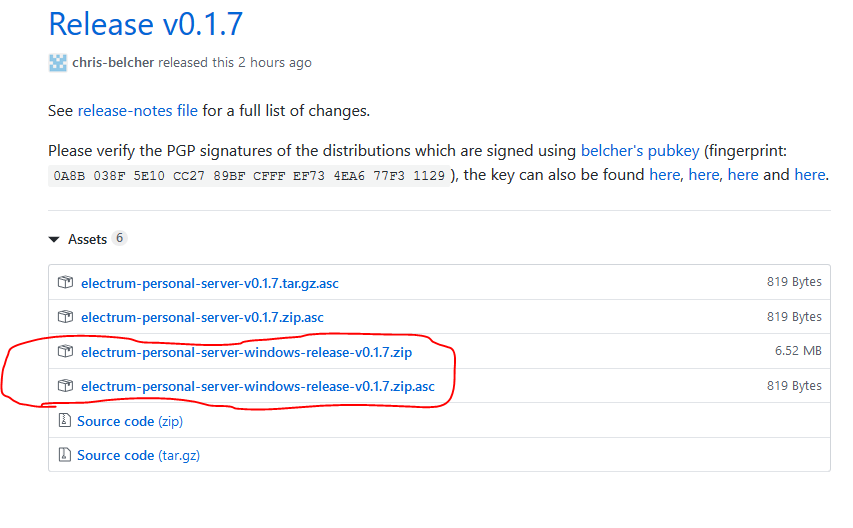 Release v0.1.7
chris-belcher released this 2 hours ago
See release-notes file for a full list of changes.
Please verify the PGP signatures of the distributions which are signed using belcher's pubkey (fingerprint:
0A8B 038F 5E10 CC27 89BF CFFF EF73 4EA6 77F3 1129 ), the key can also be found here, here, here and here.
Assets 6
electrum-personal-server-v0.1.7.tar.gz.asc 819 Bytes
electrum-personal-server-v0.1.7.zip.asc 819 Bytes
electrum-personal-server-windows-release-v0.1.7.zip 6.52 MB
electrum-personal-server-windows-release-v0.1.7.zip.asc 819 Bytes
Source code (zip)
Source code (tar.gz)